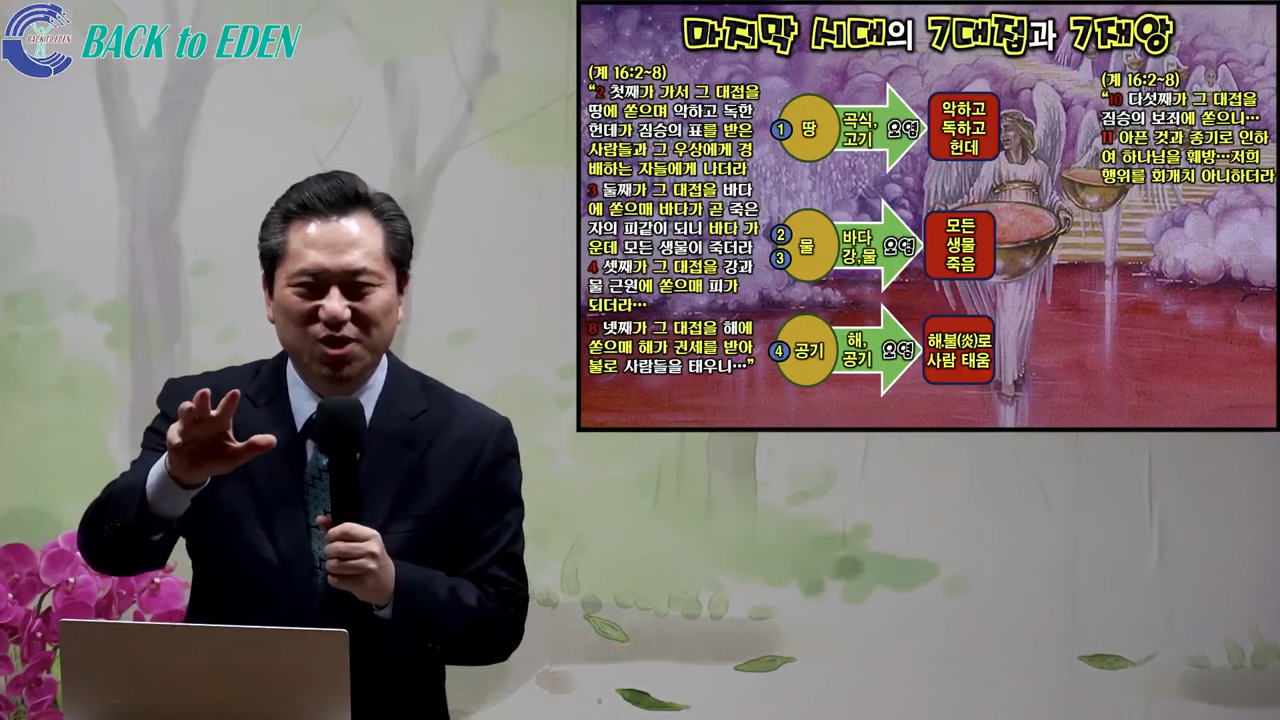 BACK TO EDEN
BACK to EDEN
마지막 시대의 7대접과 7재앙
(계 16:2~8)
“2 첫째가 가서 그 대접을
땅에 쏟으며 악하고 독한
헌데가 짐승의 표를 받은
사람들과 그 우상에게 경
배하는 자들에게 나더라
3 둘째가 그 대접을 바다
에 쏟으매 바다가 곧 죽은
자의 피같이 되니 바다 가
운데 모든 생물이 죽더라
4 셋째가 그 대접을 강과
물 근원에 쏟으매 피가
되더라…
8 넷째가 그 대접을 해에
쏟으매 해가 권세를 받아
불로 사람들을 태우니…”
1 땅
곡식,
고기
오염
악하고
독하고
헌데
2
3
물
바다
강,물
오염
모든
생물
죽음
4 공기
해,
공기
오염
해.불(炎)로
사람 태움
(계 16:2~8)
“10 다섯째가 그 대접을
짐승의 보좌에 쏟으니…
11 아픈 것과 종기로 인하
여 하나님을 훼방…저희
행위를 회개치 아니하더라